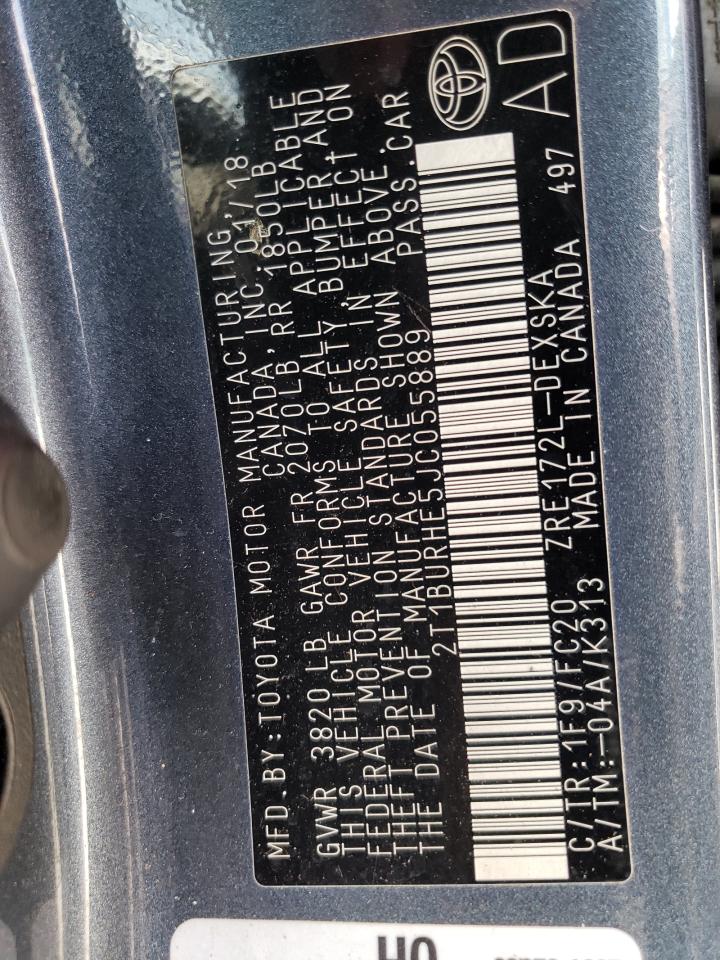 MFD.BY:TOYOTA MOTOR MANUFACTURING,
CANADA, INC. 01/18
GVWR 3820 LB GAWR FR 2070LB, RR 1850LB
THIS VEHICLE CONFORMS TO ALL APPLICABLE
FEDERAL MOTOR VEHICLE SAFETY, BUMPER, AND
THEFT PREVENTION STANDARDS IN EFFECT ON
THE DATE OF MANUFACTURE SHOWN ABOVE.
2T1BURHE5JC055889 PASS.CAR
C/TR:1F9/FC20 ZRE172L-DEXSKA
A/TM:-04A/K313 MADE IN CANADA 497
AD
HO